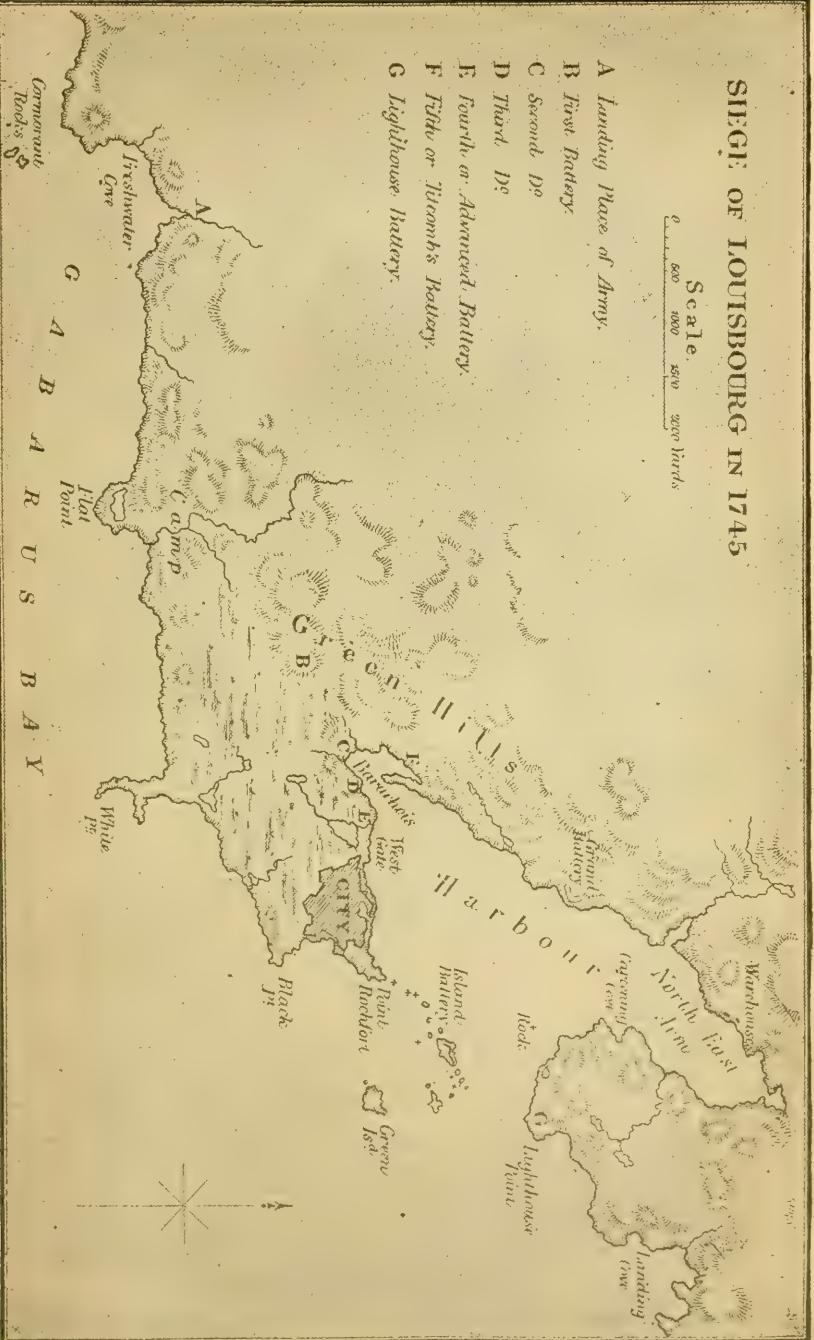 SIEGE OF LOUISBOURG IN 1745
Scale.
0 500 1000 1500 2000 Yards
A Landing Place of Army.
B First Battery.
C Second Dº
D Third Dº
E Fourth or Advanced Battery.
F Fifth or Titcomb's Battery.
G Lighthouse Battery.
Cormorant
Rocks
Freshwater
Cove
A
GABARUS BAY
Flat
Point
Camp
Green Hills
B
C
Barachois
D
E
F
West
Gate
CITY
White
Pt.
Black
Pt.
Point
Rochfort
Island
Battery
Green
Isd.
Harbour
Grand
Battery
Careening
Cove
Rock
North East
Arm
Warehouse
G
Lighthouse
Point
Landing
Cove